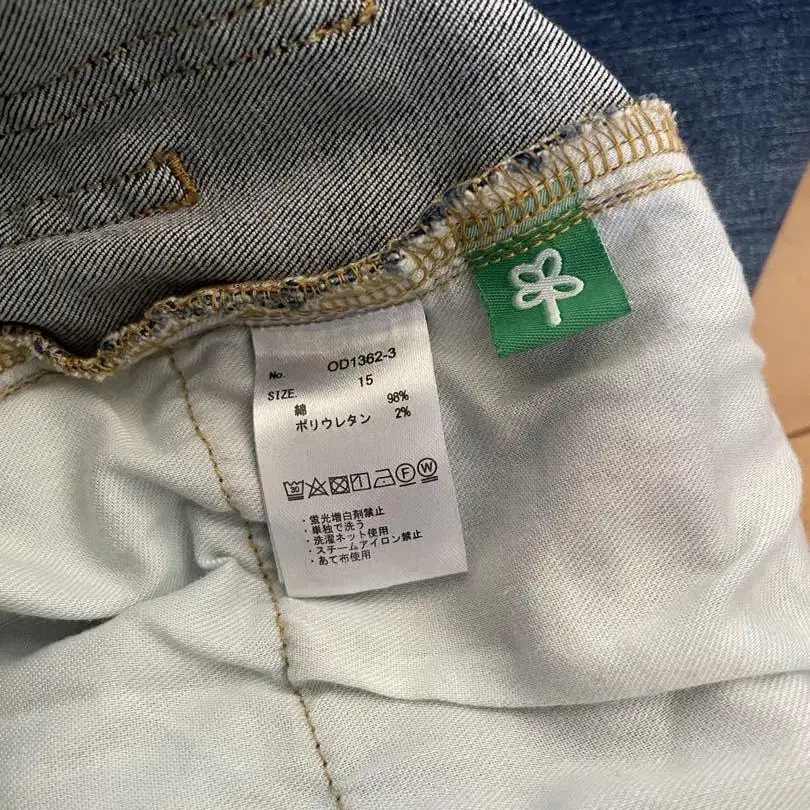 No. OD1362-3
SIZE. 15
綿 98%
ポリウレタン 2%
30 F W
・蛍光増白剤禁止
・単独で洗う
・洗濯ネット使用
・スチームアイロン禁止
・あて布使用